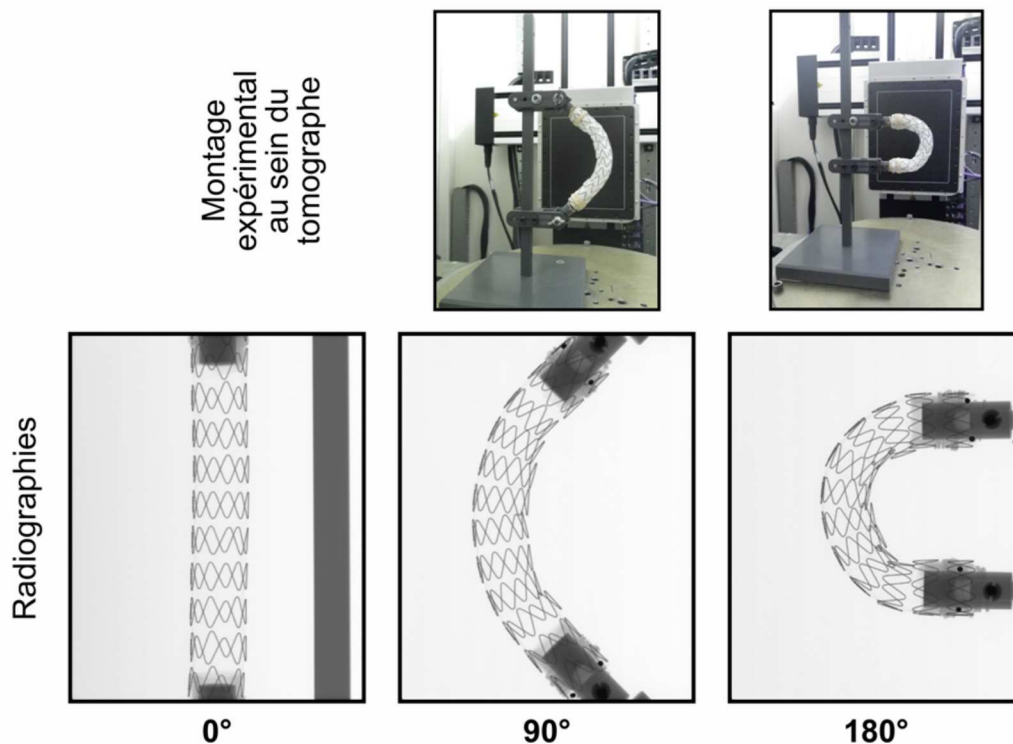 Montage
expérimental
au sein du
tomographe
Radiographies
0°
90°
180°